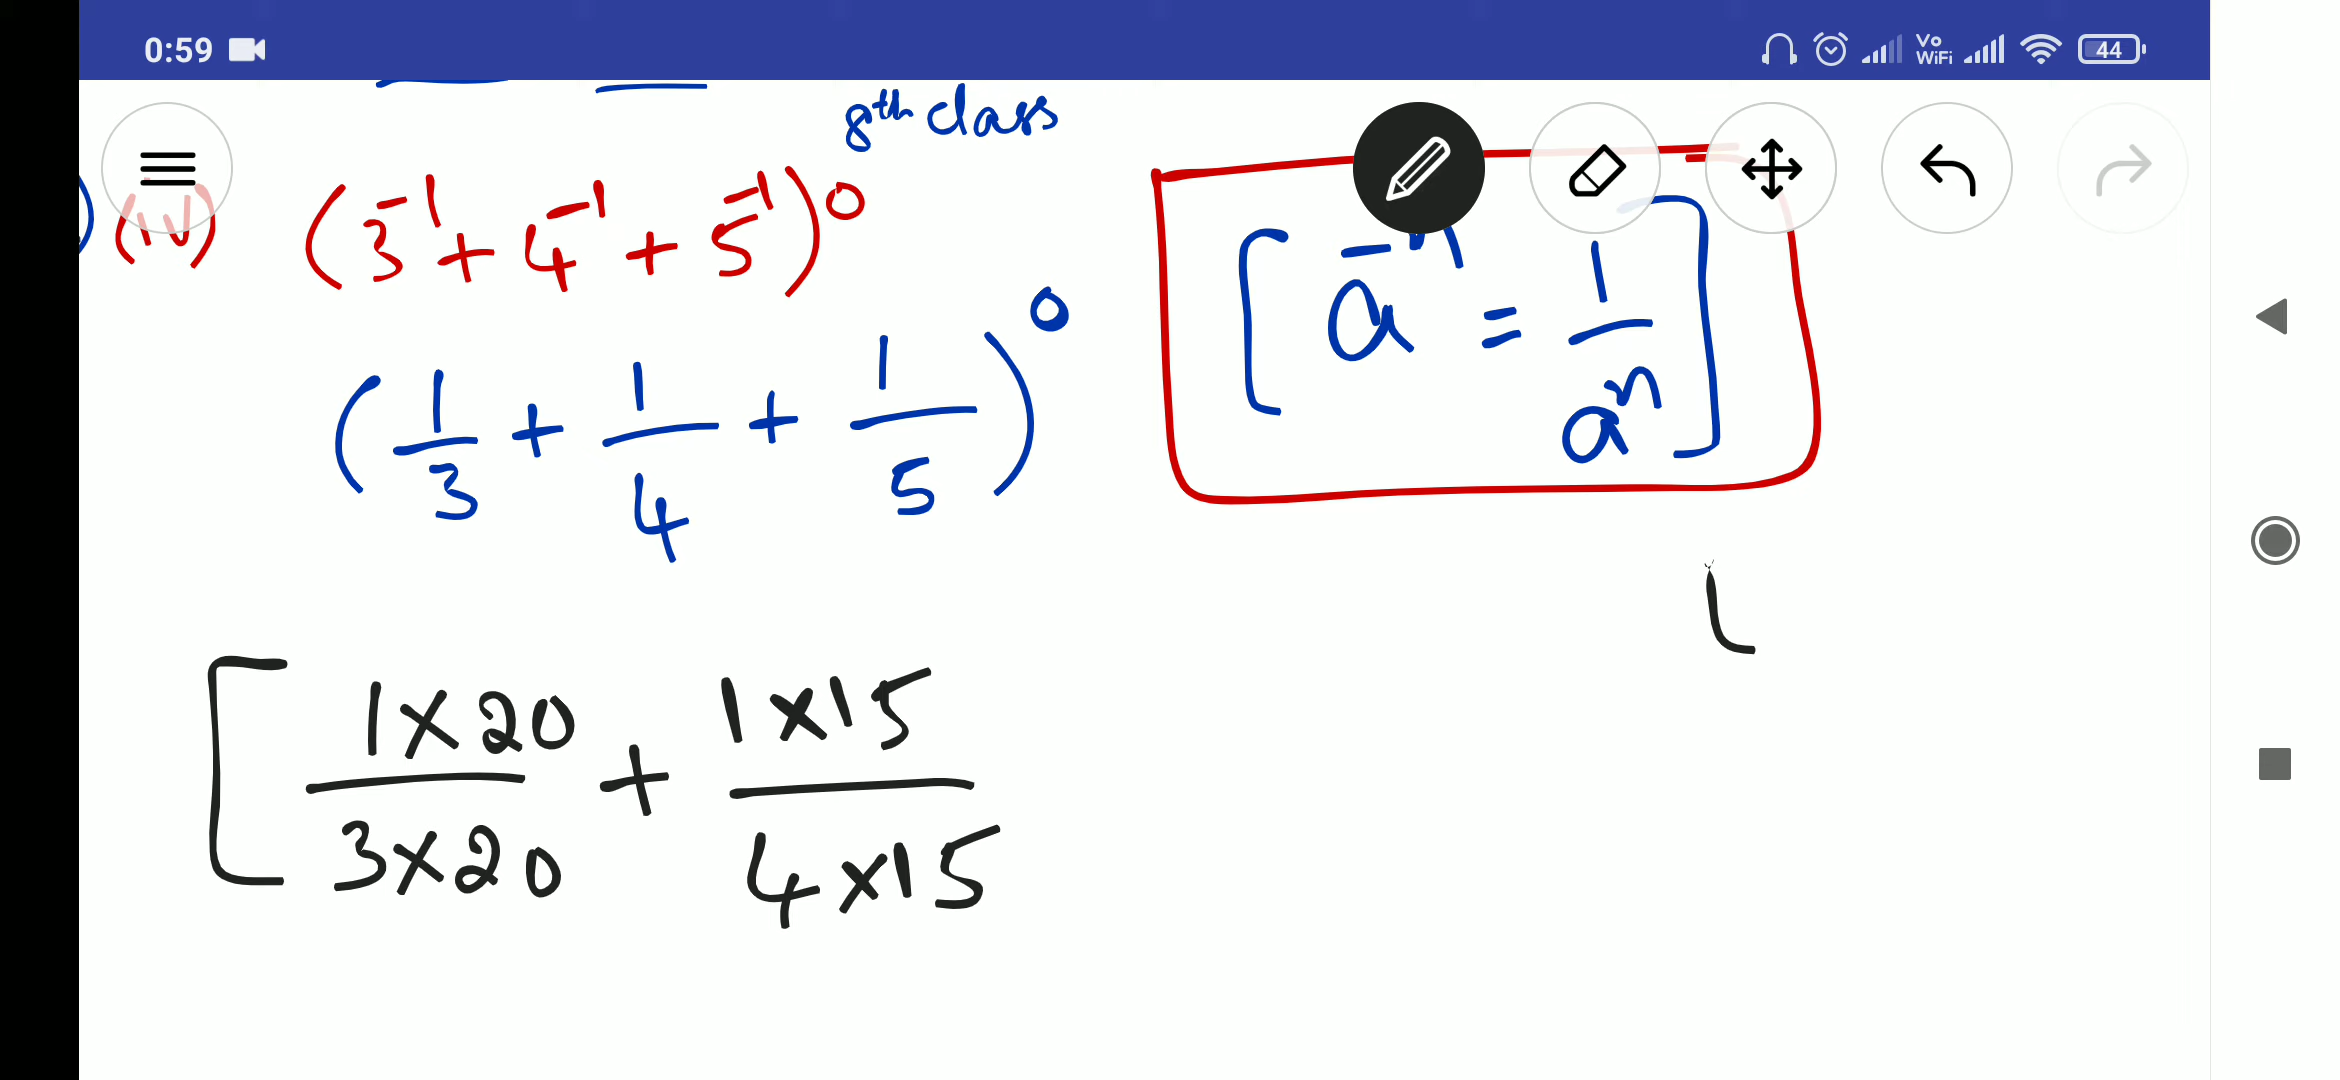 0:59 Vo WiFi 44
8th class
(iv) (3⁻¹ + 4⁻¹ + 5⁻¹)⁰
[a⁻ⁿ = 1/aⁿ]
(1/3 + 1/4 + 1/5)⁰
[ 1×20/3×20 + 1×15/4×15